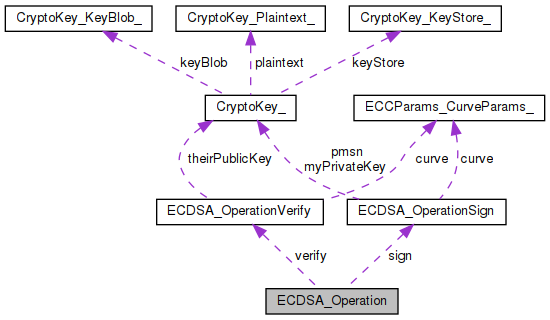 CryptoKey_KeyBlob_
CryptoKey_Plaintext_
CryptoKey_KeyStore_
keyBlob
plaintext
keyStore
CryptoKey_
ECCParams_CurveParams_
theirPublicKey
pmsn
myPrivateKey
curve
curve
ECDSA_OperationVerify
ECDSA_OperationSign
verify
sign
ECDSA_Operation